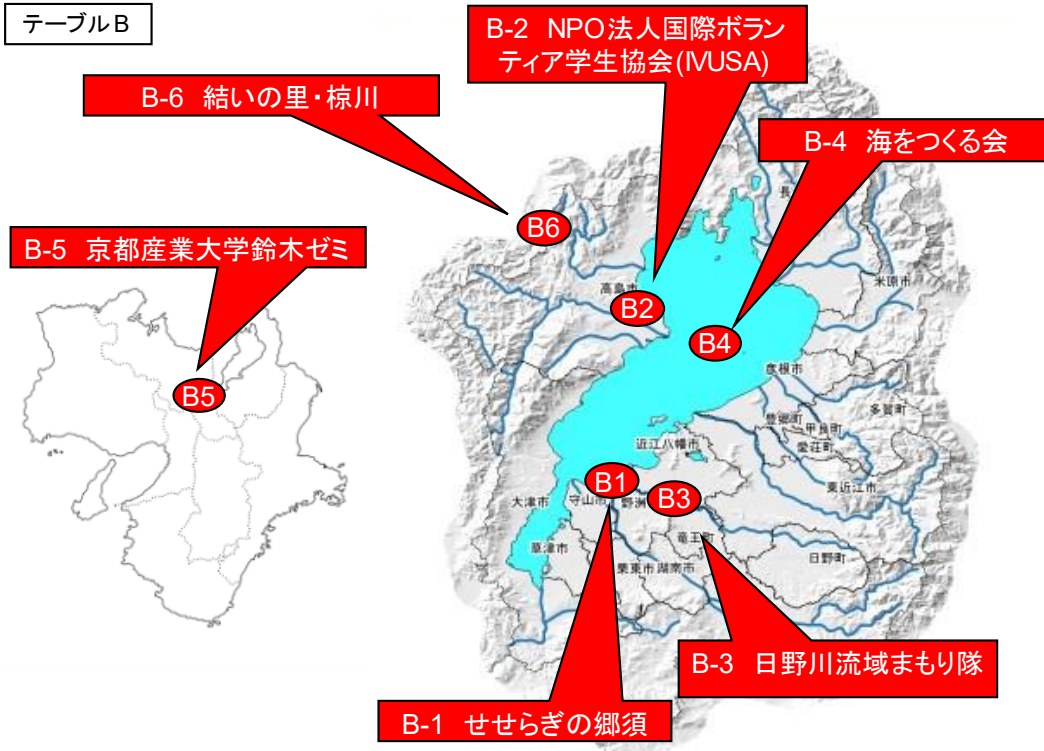 テーブルB
B-2 NPO法人国際ボラン
ティア学生協会(IVUSA)
B-6 結いの里・椋川
B-4 海をつくる会
長
B6
B-5 京都産業大学鈴木ゼミ
米原市
高島市
B2
B4
彦根市
B5
多賀町
豊郷町
甲良町
愛荘町
近江八幡市
B1
東近江市
大津市
守山市
野洲
B3
竜王町
草津市
日野町
栗東市
湖南市
B-3 日野川流域まもり隊
B-1 せせらぎの郷須